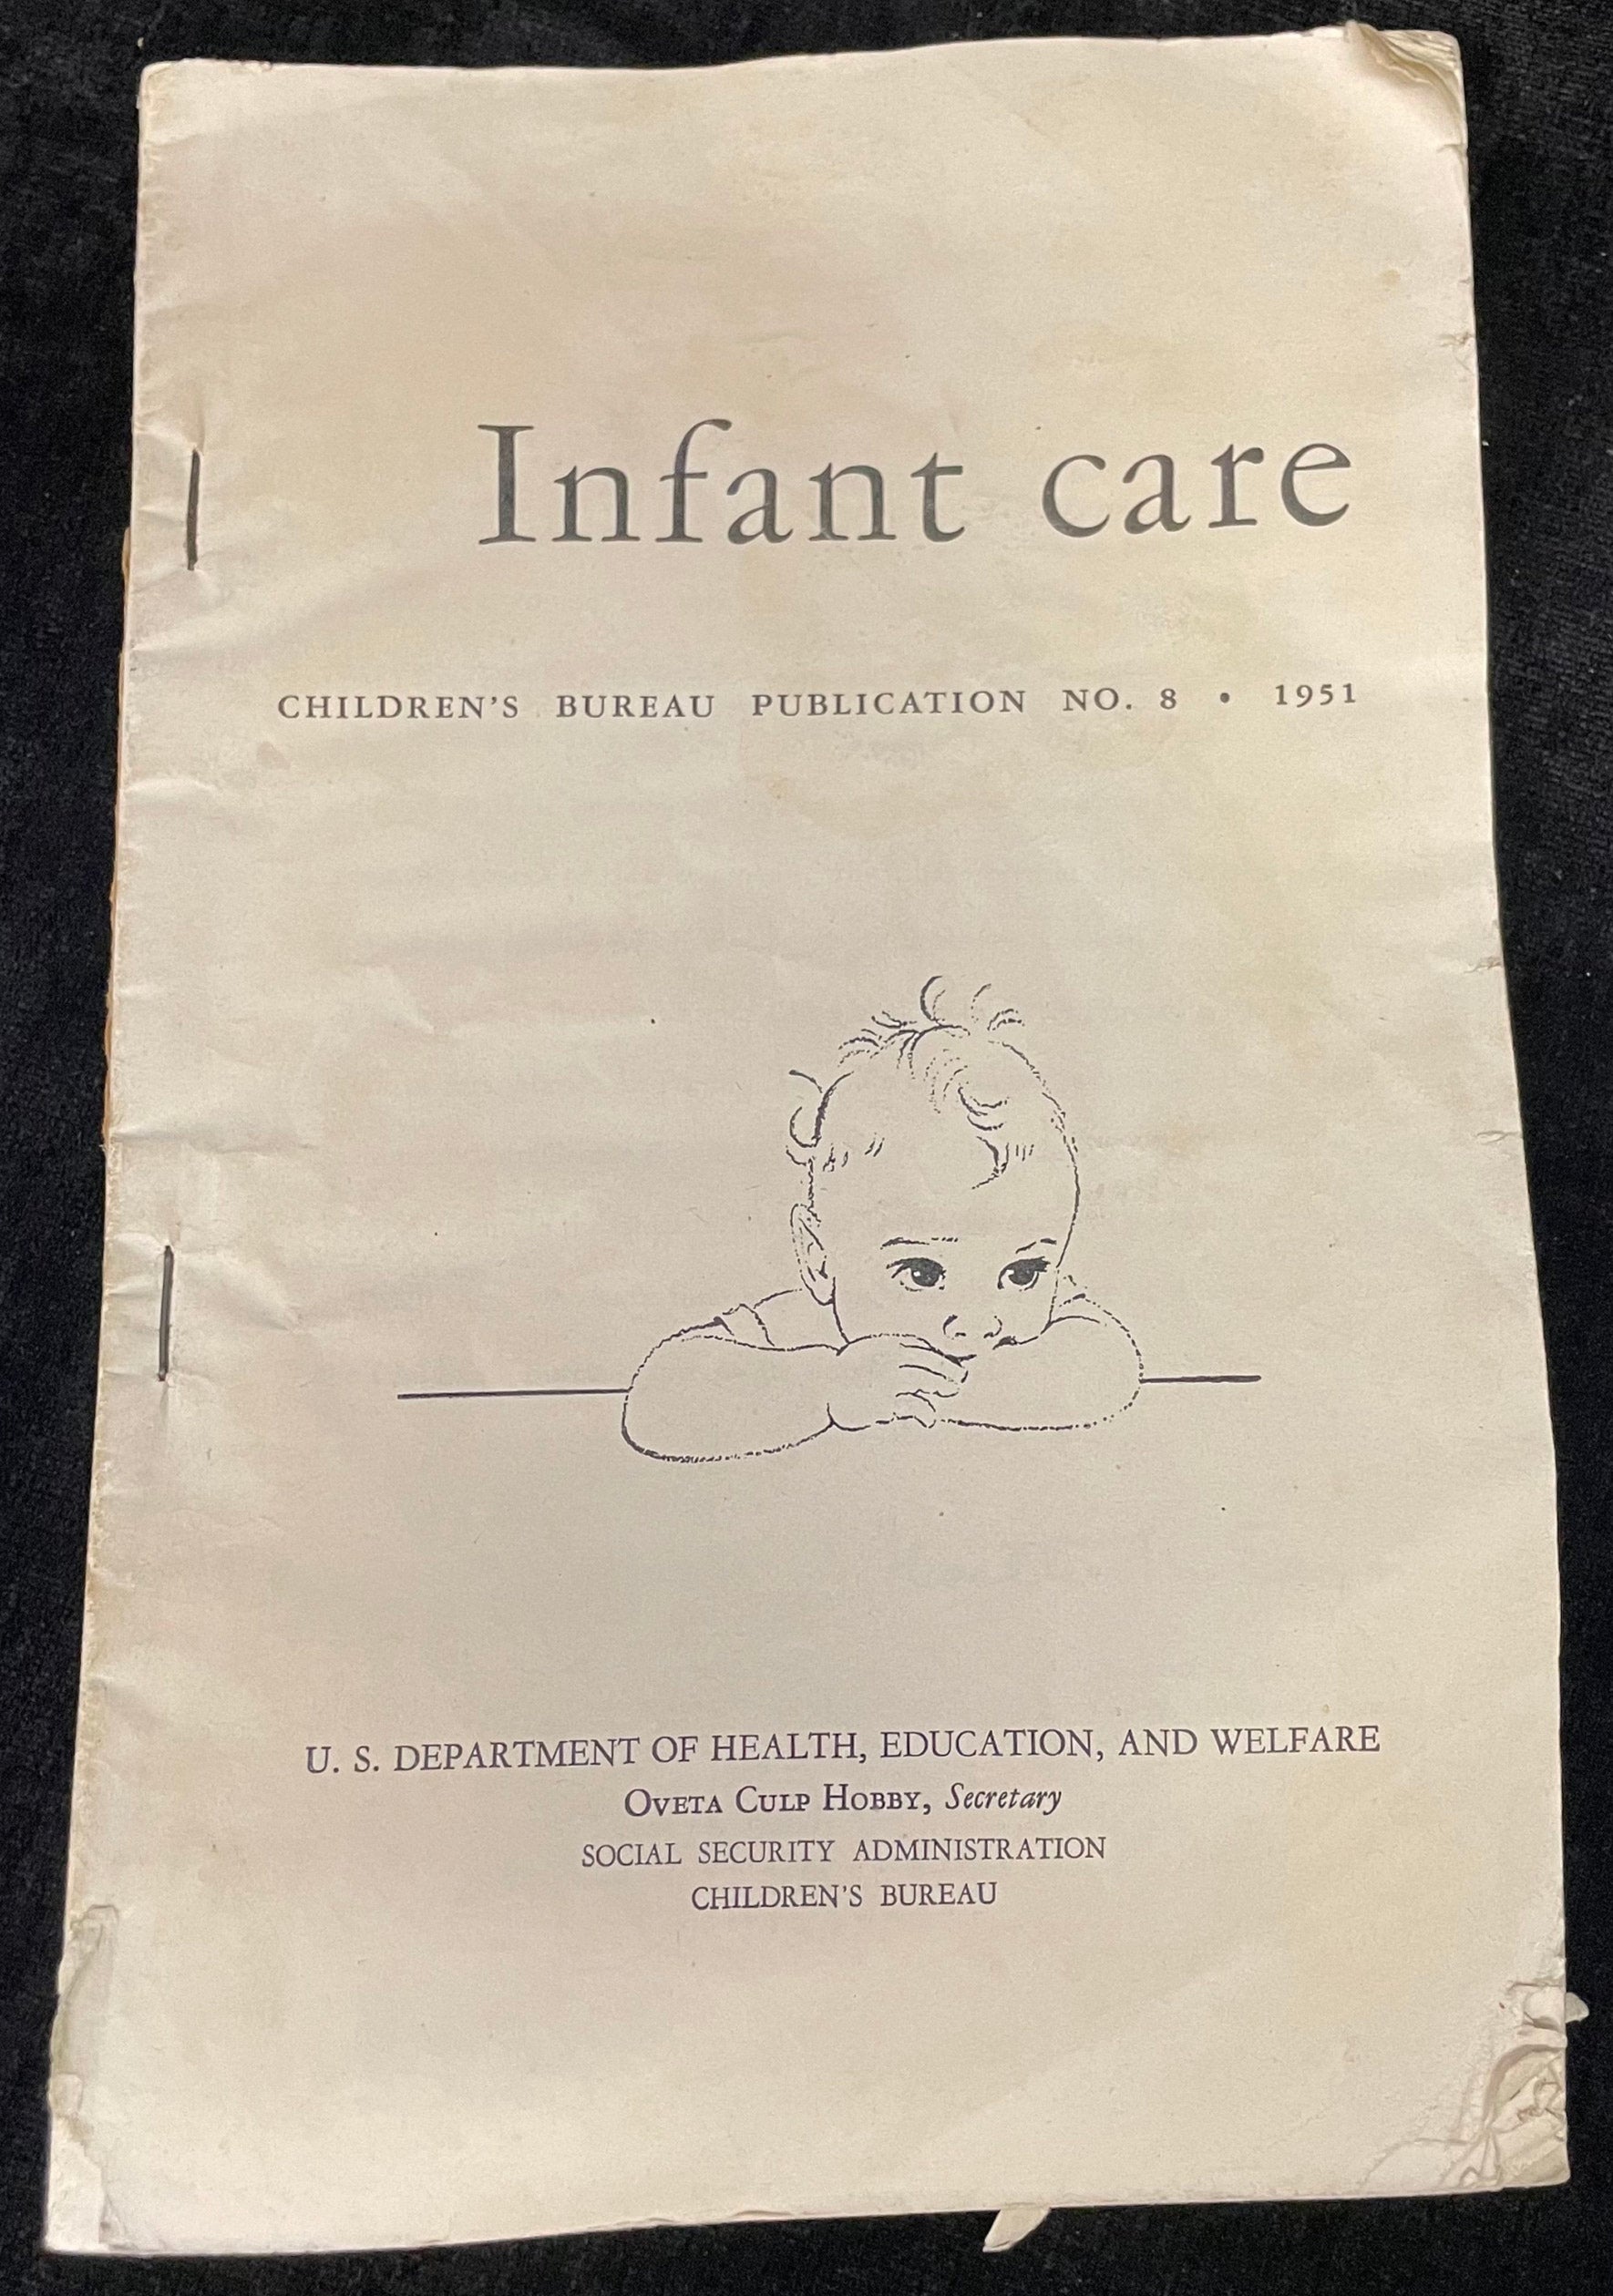 Infant care
CHILDREN'S BUREAU PUBLICATION NO. 8 • 1951
U. S. DEPARTMENT OF HEALTH, EDUCATION, AND WELFARE
OVETA CULP HOBBY, Secretary
SOCIAL SECURITY ADMINISTRATION
CHILDREN'S BUREAU